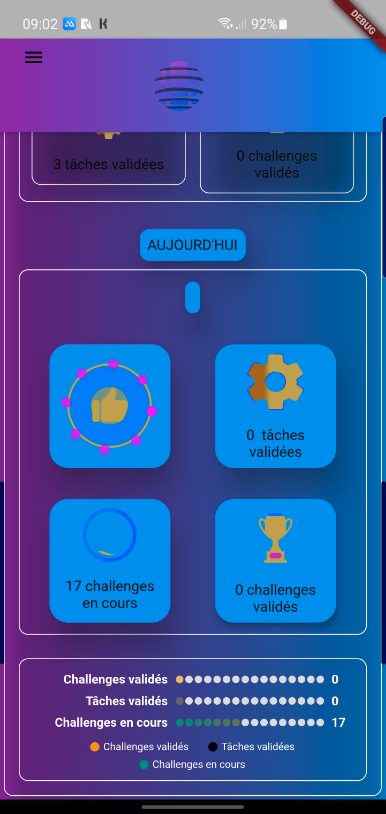 09:02 92%
DEBUG
3 tâches validées
0 challenges
validés
AUJOURD'HUI
0 tâches
validées
17 challenges
en cours
0 challenges
validés
Challenges validés 0
Tâches validés 0
Challenges en cours 17
Challenges validés Tâches validées
Challenges en cours